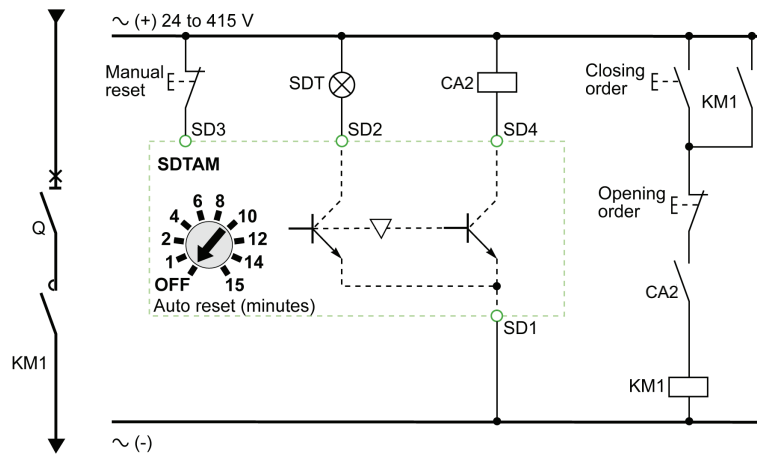 ∼ (+) 24 to 415 V
Manual
reset
SDT
CA2
Closing
order
KM1
SD3
SD2
SD4
SDTAM
Opening
order
Q
6 8
4 10
2 12
1 14
OFF 15
Auto reset (minutes)
SD1
CA2
KM1
KM1
∼ (-)